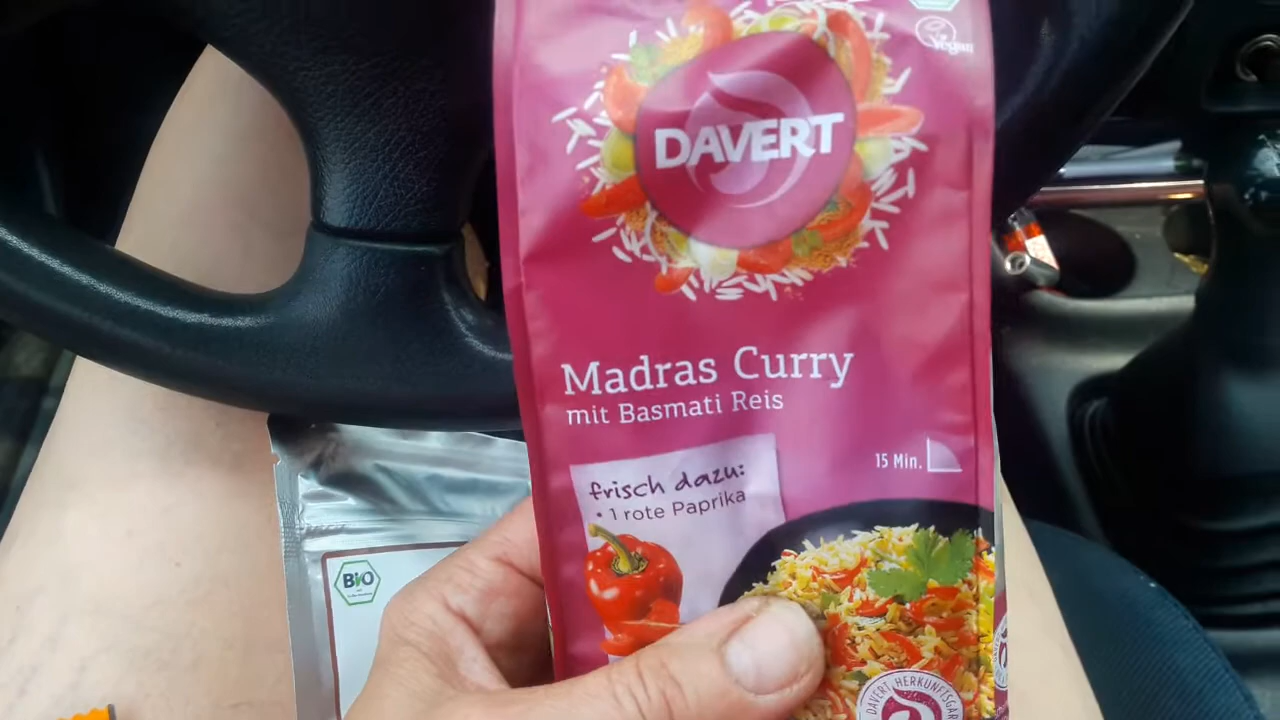 Vegan
DAVERT
Madras Curry
mit Basmati Reis
15 Min.
frisch dazu:
• 1 rote Paprika
BIO
DAVERT HERKUNFTSGAR